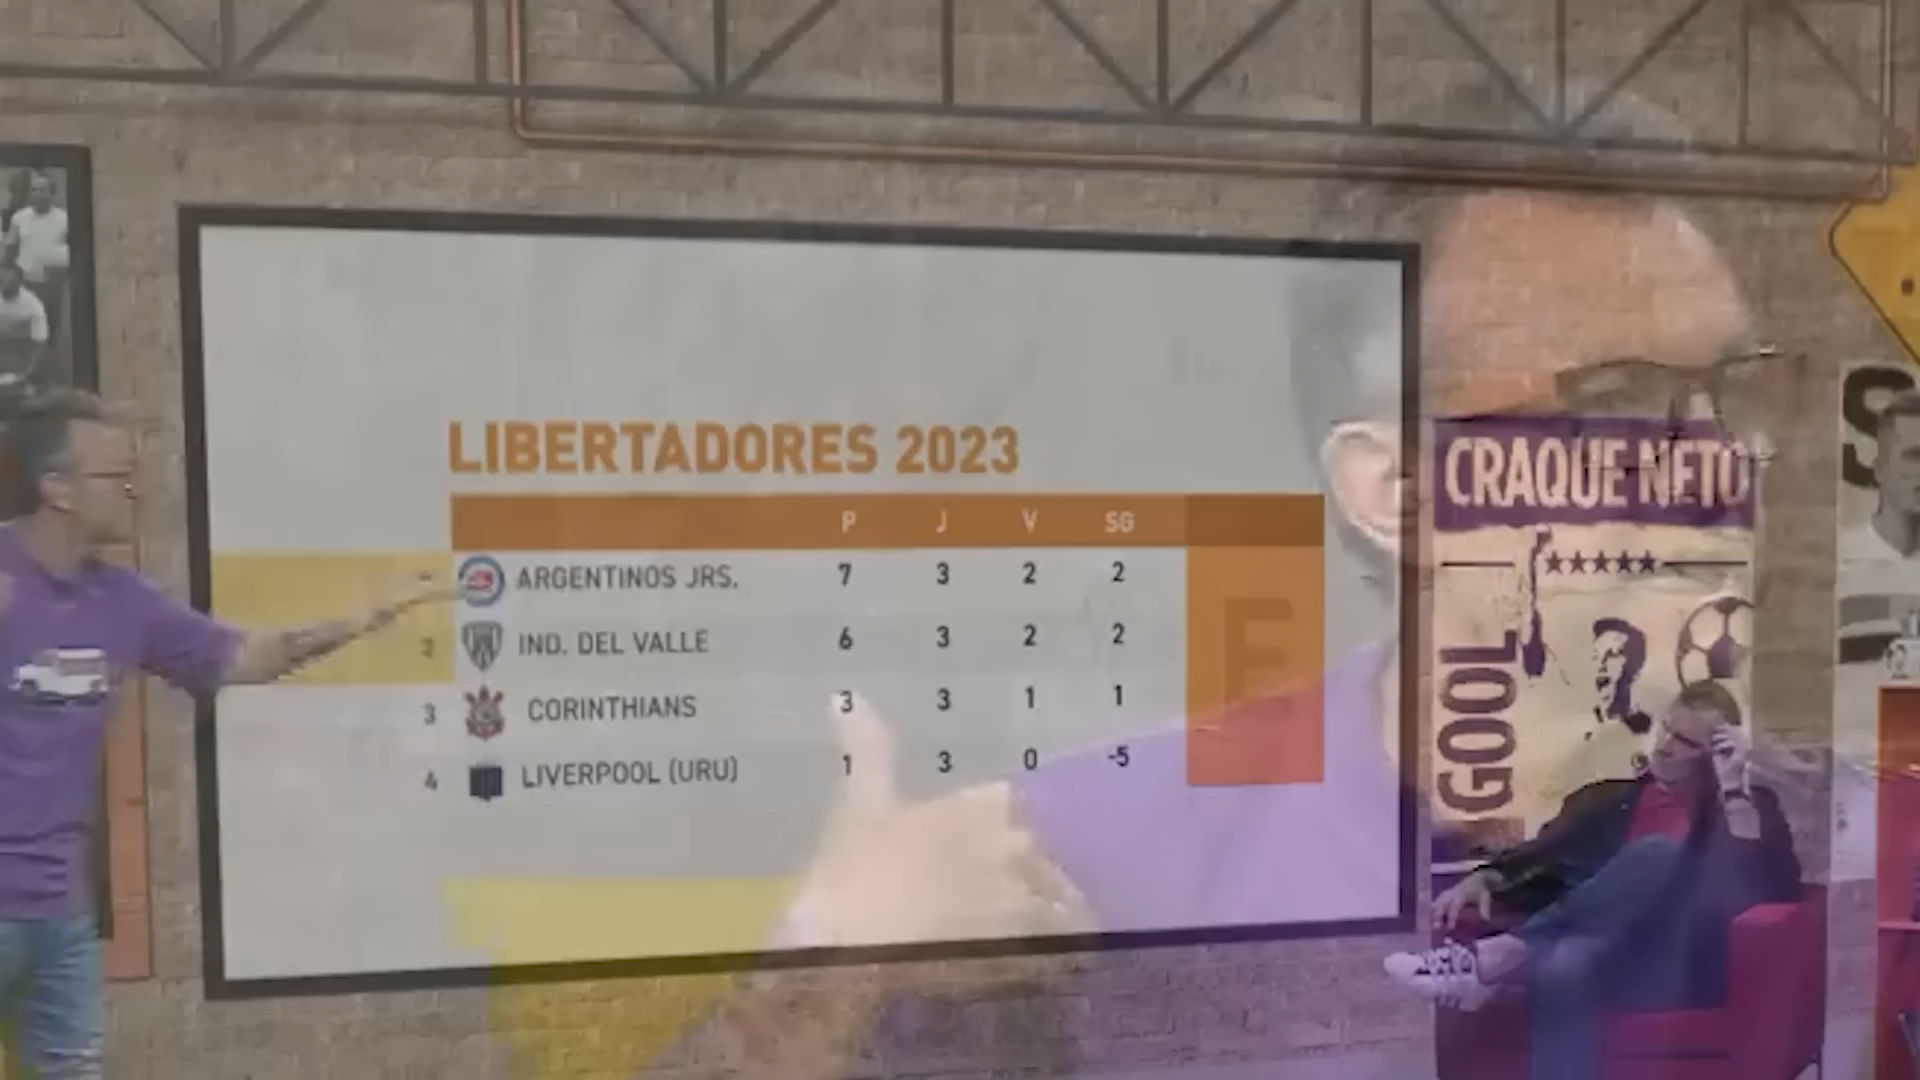 LIBERTADORES 2023
P J V SG
ARGENTINOS JRS. 7 3 2 2
2 IND. DEL VALLE 6 3 2 2
3 CORINTHIANS 3 3 1 1
4 LIVERPOOL (URU) 1 3 0 -5
CRAQUE NETO
GOOL
S